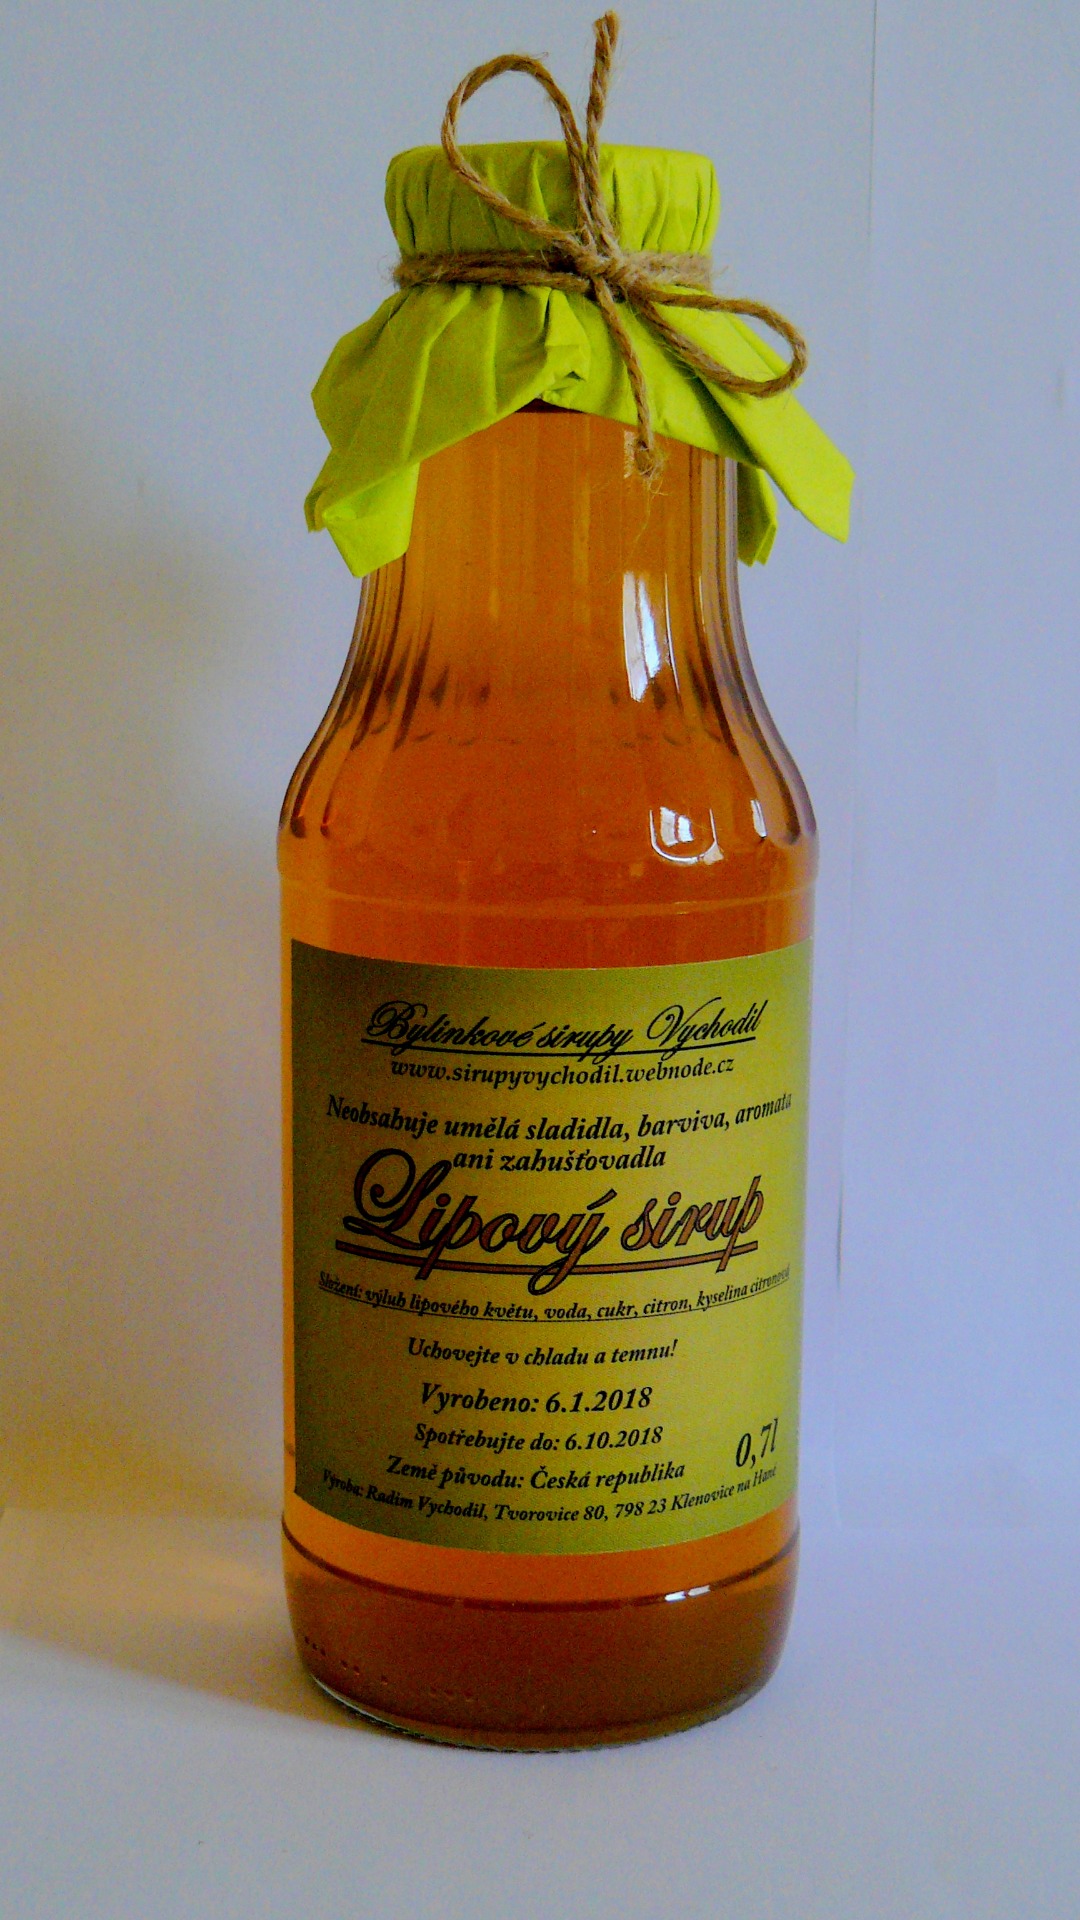 Bylinkové sirupy Vychodil
www.sirupyvychodil.webnode.cz
Neobsahuje umělá sladidla, barviva, aromata
ani zahušťovadla
Lipový sirup
Složení: výluh lipového květu, voda, cukr, citron, kyselina citronová
Uchovejte v chladu a temnu!
Vyrobeno: 6.1.2018
Spotřebujte do: 6.10.2018
0,7l
Země původu: Česká republika
Výroba: Radim Vychodil, Tvorovice 80, 798 23 Klenovice na Hané